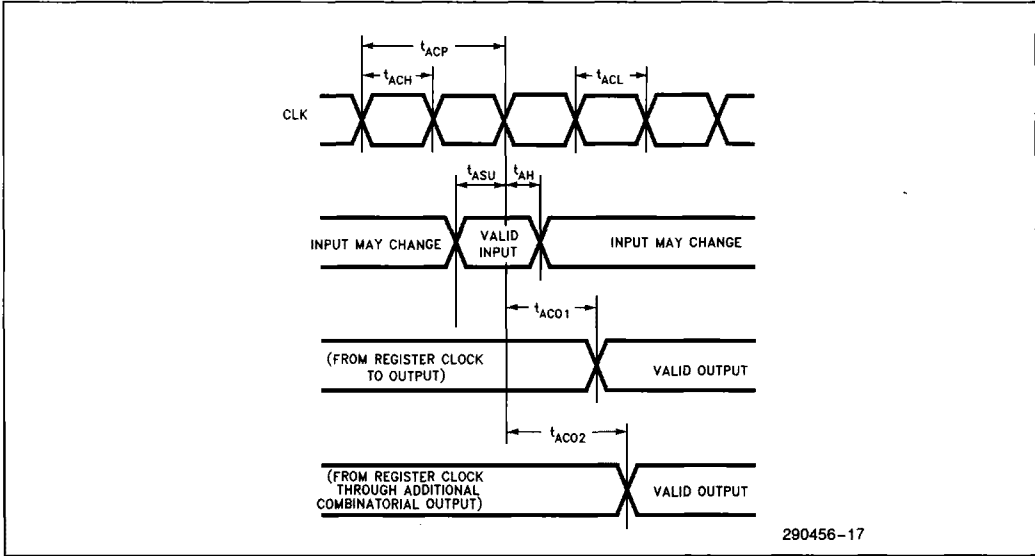 tACP
tACH
tACL
CLK
tASU
tAH
INPUT MAY CHANGE
VALID
INPUT
INPUT MAY CHANGE
tACO1
(FROM REGISTER CLOCK
TO OUTPUT)
VALID OUTPUT
tACO2
(FROM REGISTER CLOCK
THROUGH ADDITIONAL
COMBINATORIAL OUTPUT)
VALID OUTPUT
290456-17